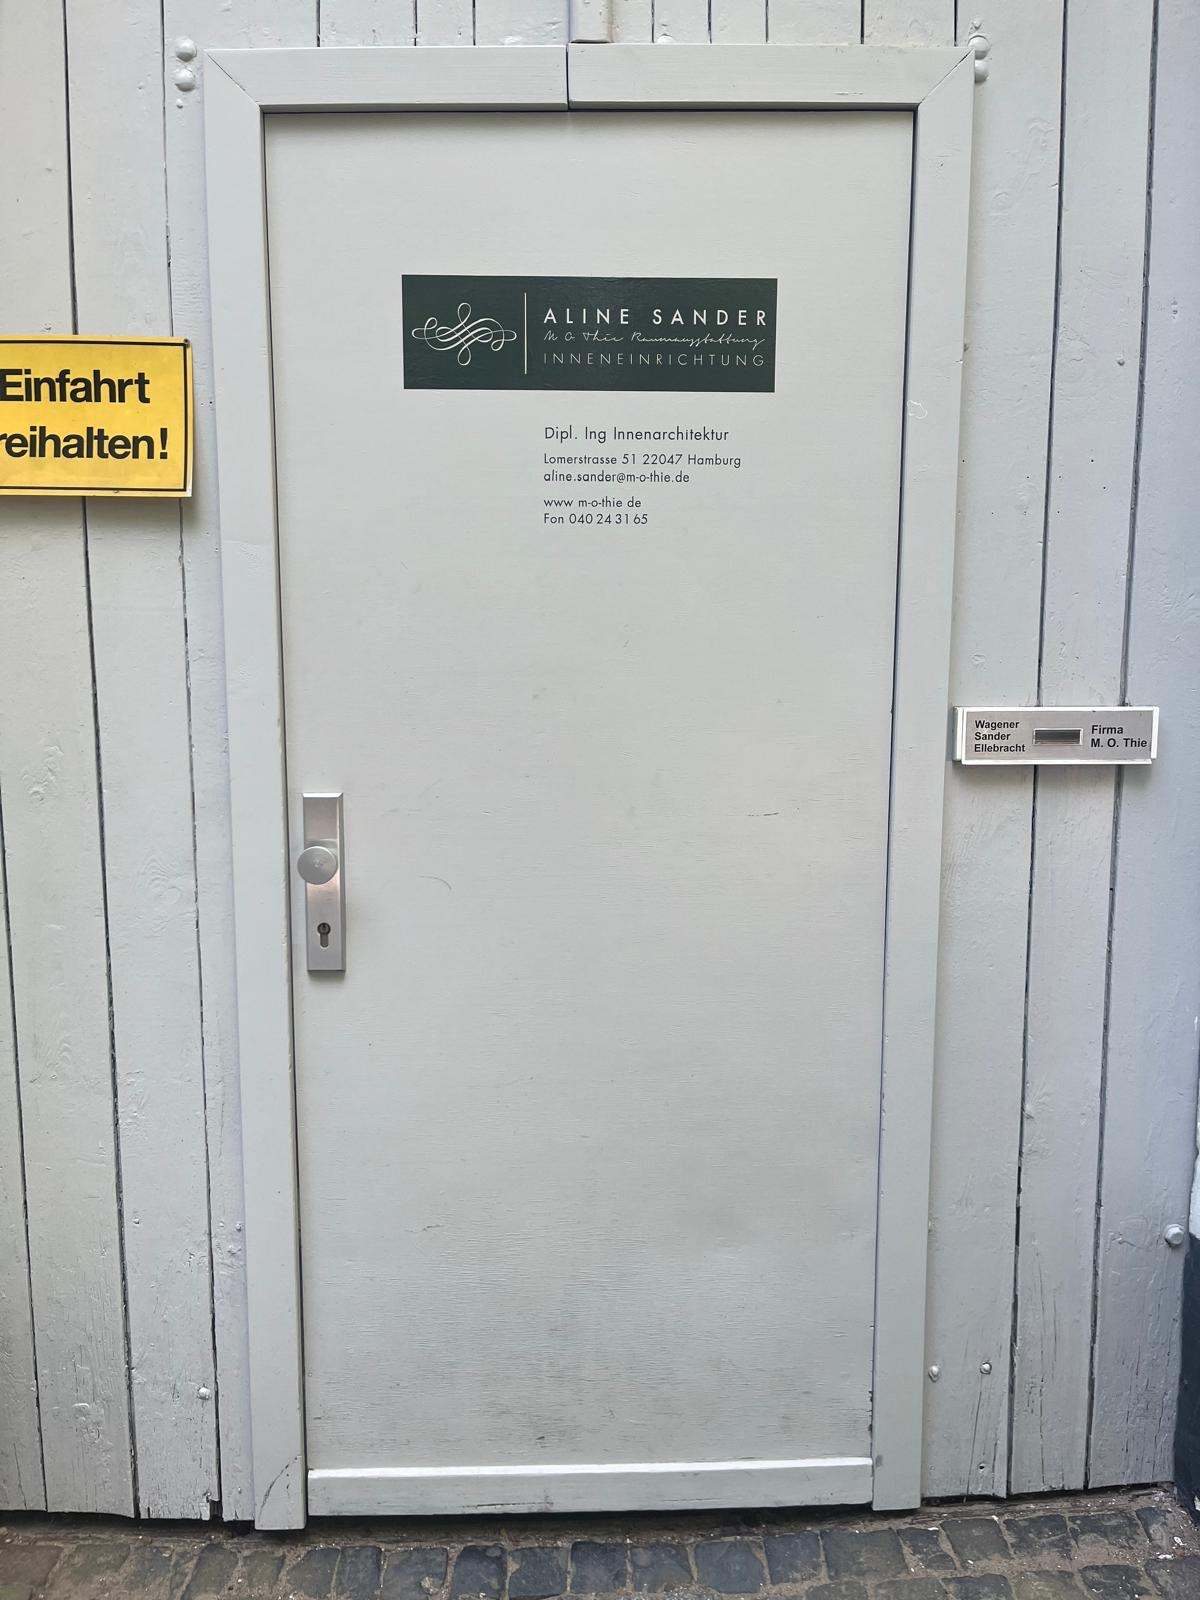 Einfahrt
reihalten!
ALINE SANDER
M O Thie Raumausstattung
INNENEINRICHTUNG
Dipl. Ing Innenarchitektur
Lomerstrasse 51 22047 Hamburg
aline.sander@m-o-thie.de
www m-o-thie de
Fon 040 24 31 65
Wagener
Sander
Ellebracht
Firma
M. O. Thie